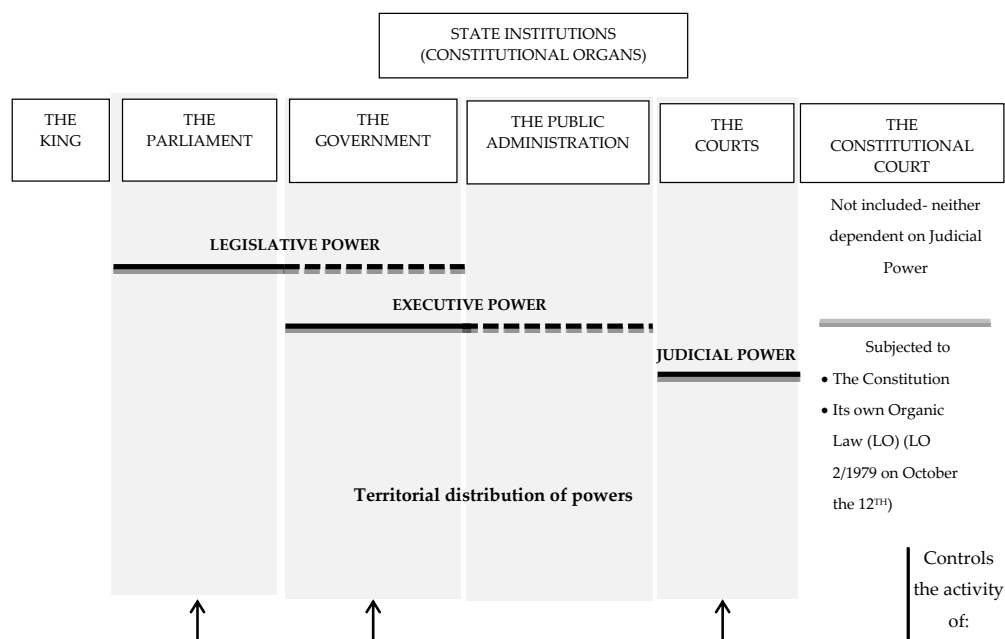 STATE INSTITUTIONS
(CONSTITUTIONAL ORGANS)
THE
KING
THE
PARLIAMENT
THE
GOVERNMENT
THE PUBLIC
ADMINISTRATION
THE
COURTS
THE
CONSTITUTIONAL
COURT
Not included- neither
dependent on Judicial
Power
LEGISLATIVE POWER
EXECUTIVE POWER
JUDICIAL POWER
Subjected to
• The Constitution
• Its own Organic
Law (LO) (LO
2/1979 on October
the 12TH)
Territorial distribution of powers
Controls
the activity
of: